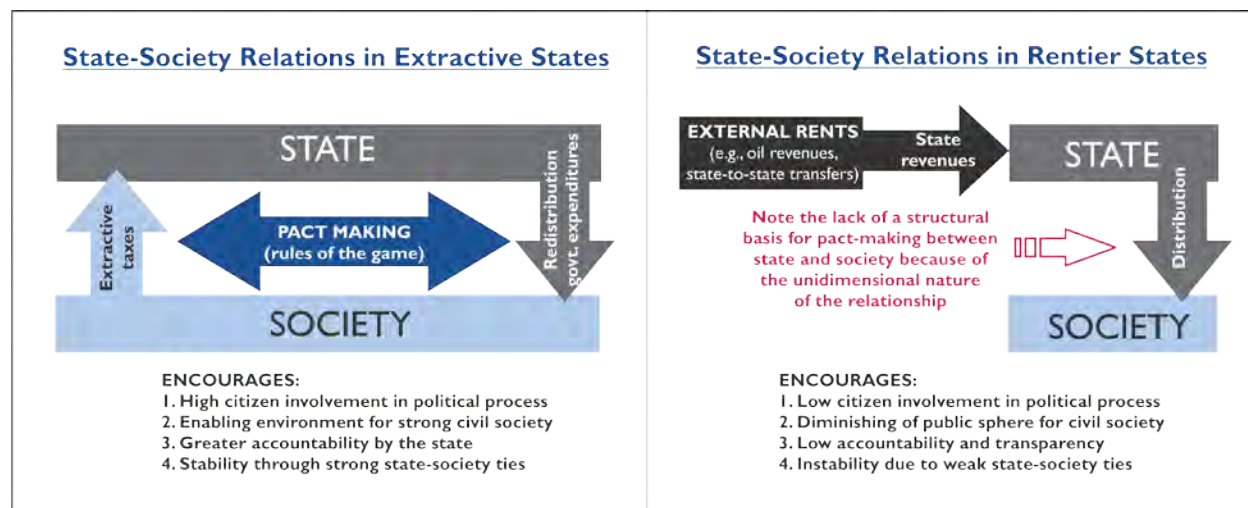 State-Society Relations in Extractive States
STATE
Extractive
taxes
PACT MAKING
(rules of the game)
Redistribution
govt. expenditures
SOCIETY
ENCOURAGES:
1. High citizen involvement in political process
2. Enabling environment for strong civil society
3. Greater accountability by the state
4. Stability through strong state-society ties
State-Society Relations in Rentier States
EXTERNAL RENTS
(e.g., oil revenues,
state-to-state transfers)
State
revenues
STATE
Note the lack of a structural
basis for pact-making between
state and society because of
the unidimensional nature
of the relationship
Distribution
SOCIETY
ENCOURAGES:
1. Low citizen involvement in political process
2. Diminishing of public sphere for civil society
3. Low accountability and transparency
4. Instability due to weak state-society ties